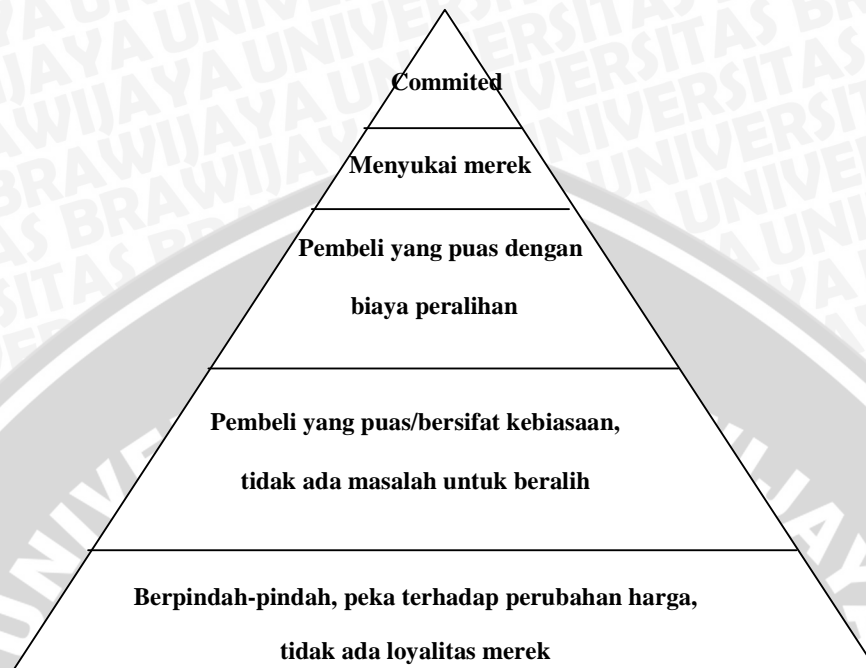 Commited
Menyukai merek
Pembeli yang puas dengan
biaya peralihan
Pembeli yang puas/bersifat kebiasaan,
tidak ada masalah untuk beralih
Berpindah-pindah, peka terhadap perubahan harga,
tidak ada loyalitas merek